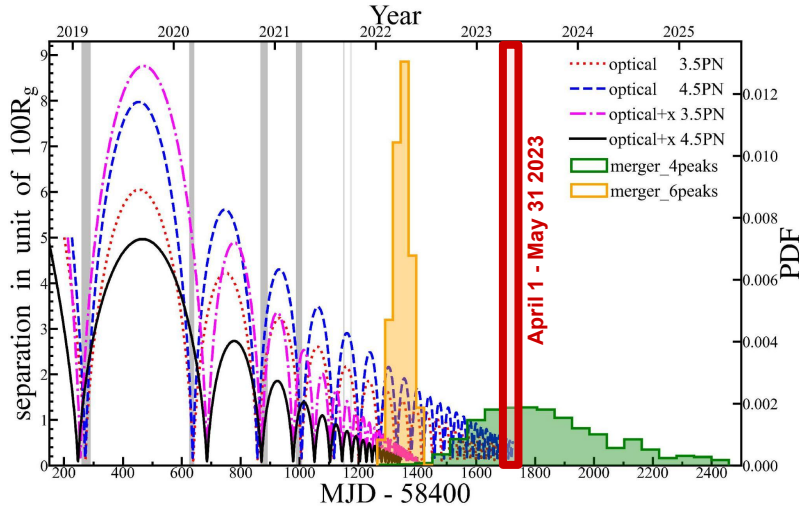 Year
2019 2020 2021 2022 2023 2024 2025
optical 3.5PN
optical 4.5PN
optical+x 3.5PN
optical+x 4.5PN
merger_4peaks
merger_6peaks
separation in unit of 100Rg
9
8
7
6
5
4
3
2
1
0
April 1 - May 31 2023
PDF
0.012
0.010
0.008
0.006
0.004
0.002
0.000
200 400 600 800 1000 1200 1400 1600 1800 2000 2200 2400
MJD - 58400